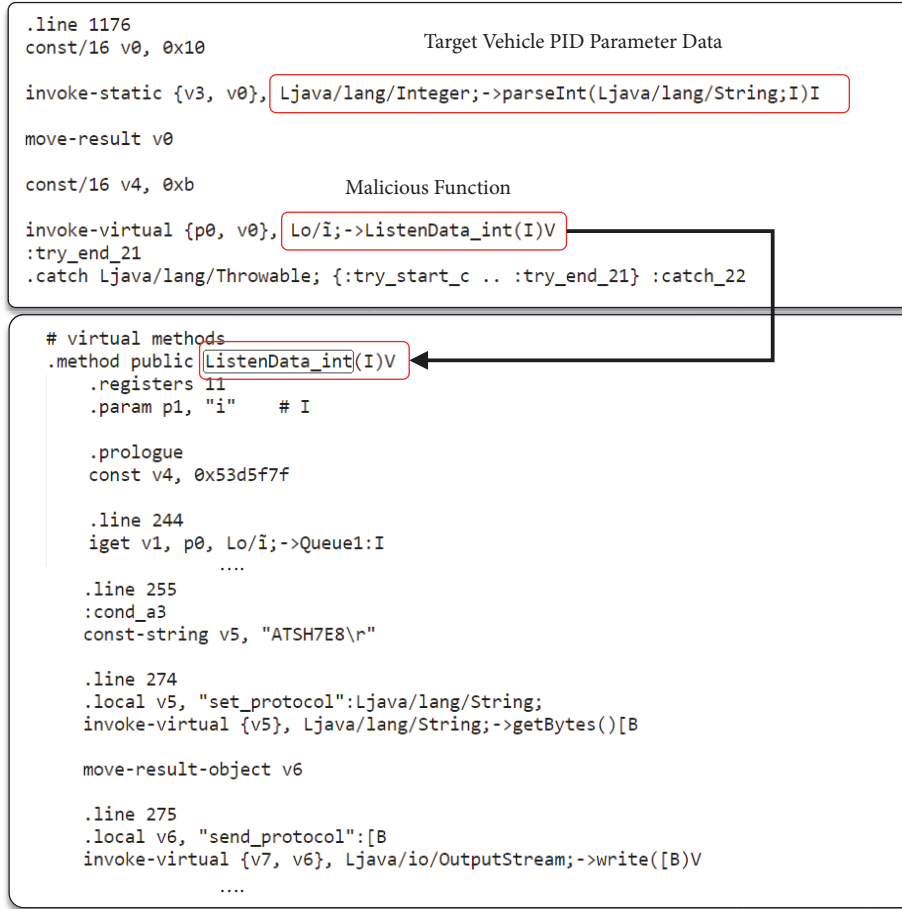 .line 1176
const/16 v0, 0x10
Target Vehicle PID Parameter Data
invoke-static {v3, v0}, Ljava/lang/Integer;->parseInt(Ljava/lang/String;I)I
move-result v0
const/16 v4, 0xb
Malicious Function
invoke-virtual {p0, v0}, Lo/ĩ;->ListenData_int(I)V
:try_end_21
.catch Ljava/lang/Throwable; {:try_start_c .. :try_end_21} :catch_22
# virtual methods
.method public ListenData_int(I)V
.registers 11
.param p1, "i" # I
.prologue
const v4, 0x53d5f7f
.line 244
iget v1, p0, Lo/ĩ;->Queue1:I
....
.line 255
:cond_a3
const-string v5, "ATSH7E8\r"
.line 274
.local v5, "set_protocol":Ljava/lang/String;
invoke-virtual {v5}, Ljava/lang/String;->getBytes()[B
move-result-object v6
.line 275
.local v6, "send_protocol":[B
invoke-virtual {v7, v6}, Ljava/io/OutputStream;->write([B)V
....